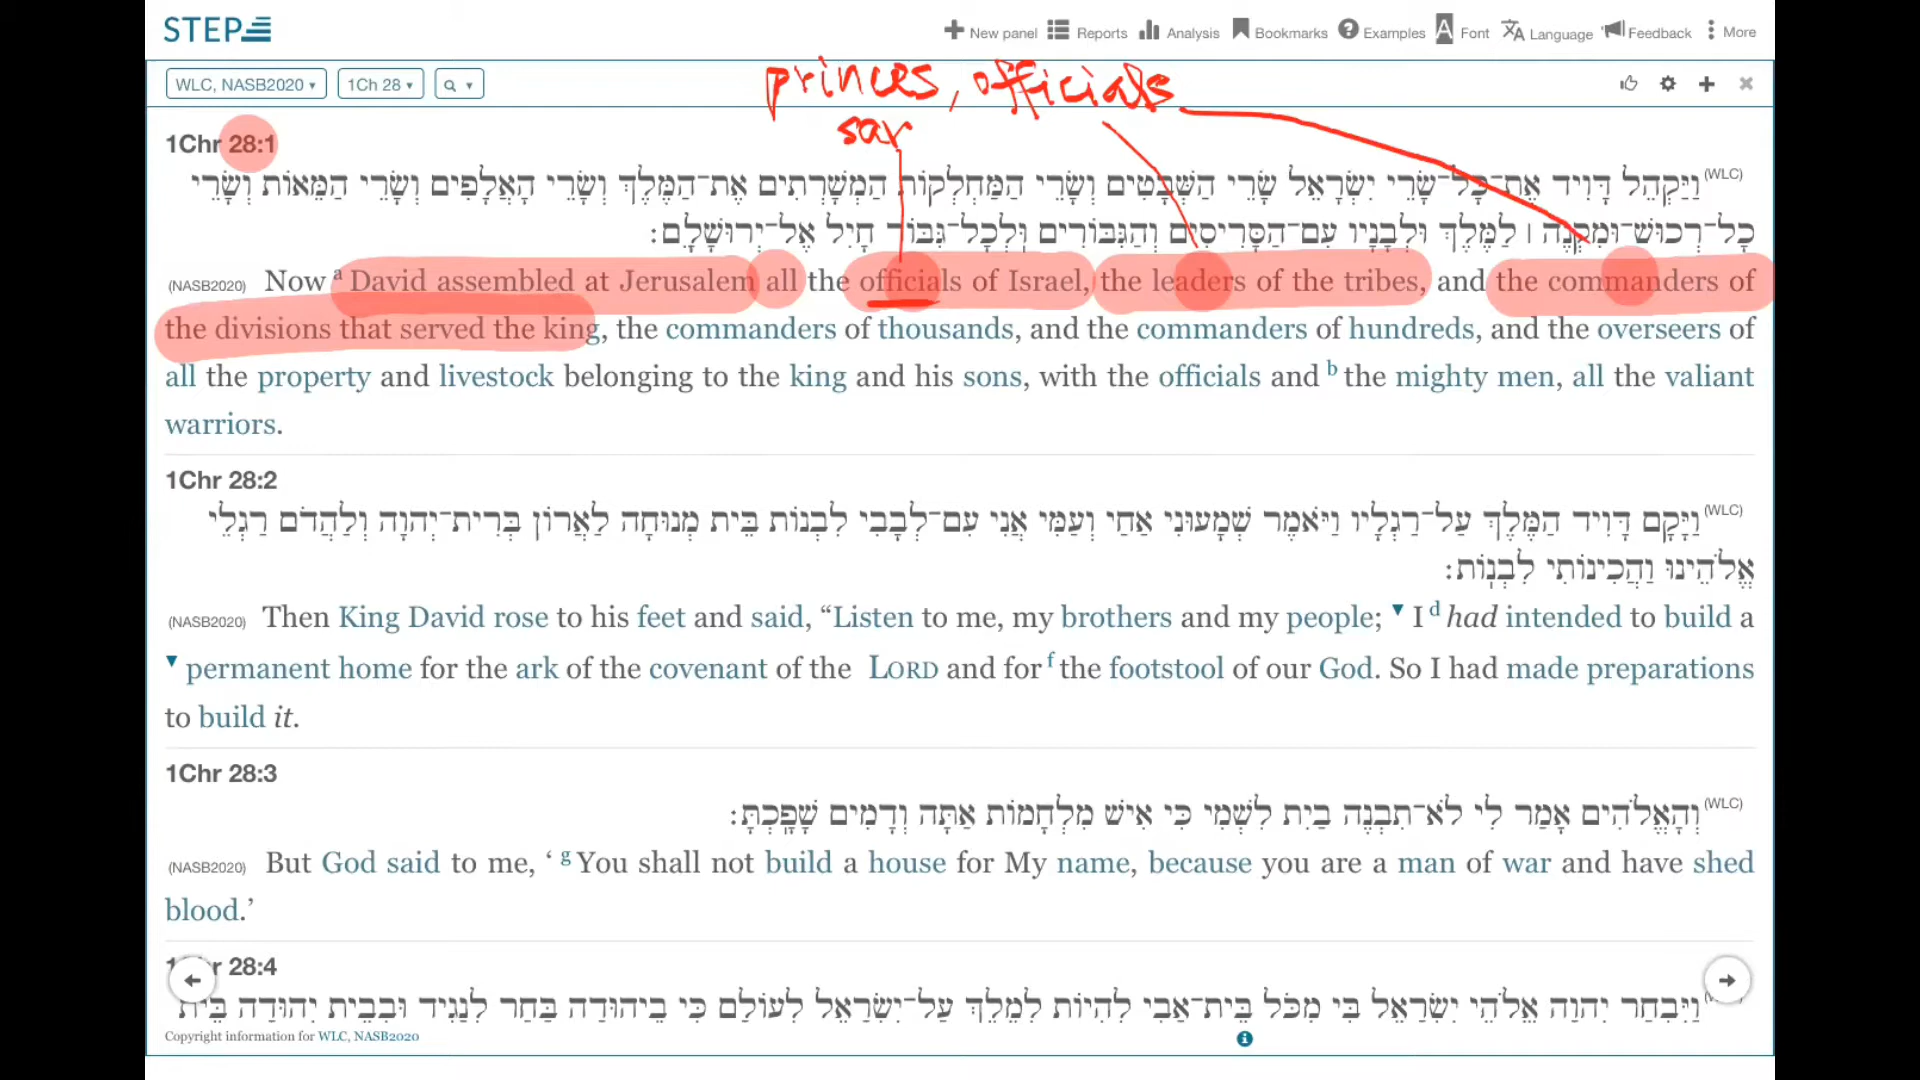 STEP
New panel Reports Analysis Bookmarks Examples Font Language Feedback More
WLC, NASB2020 1Ch 28
princes, officials
sar
1Chr 28:1
(WLC) וַיַּקְהֵל דָּוִיד אֶת־כָּל־שָׂרֵי יִשְׂרָאֵל שָׂרֵי הַשְּׁבָטִים וְשָׂרֵי הַמַּחְלְקוֹת הַמְשָׁרְתִים אֶת־הַמֶּלֶךְ וְשָׂרֵי הָאֲלָפִים וְשָׂרֵי הַמֵּאוֹת וְשָׂרֵי
כָל־רְכוּשׁ־וּמִקְנֶה ׀ לַמֶּלֶךְ וּלְבָנָיו עִם־הַסָּרִיסִים וְהַגִּבּוֹרִים וּלְכָל־גִּבּוֹר חָיִל אֶל־יְרוּשָׁלִָם׃
(NASB2020) Now a David assembled at Jerusalem all the officials of Israel, the leaders of the tribes, and the commanders of
the divisions that served the king, the commanders of thousands, and the commanders of hundreds, and the overseers of
all the property and livestock belonging to the king and his sons, with the officials and b the mighty men, all the valiant
warriors.
1Chr 28:2
(WLC) וַיָּקָם דָּוִיד הַמֶּלֶךְ עַל־רַגְלָיו וַיֹּאמֶר שְׁמָעוּנִי אַחַי וְעַמִּי אֲנִי עִם־לְבָבִי לִבְנוֹת בֵּית מְנוּחָה לַאֲרוֹן בְּרִית־יְהוָה וְלַהֲדֹם רַגְלֵי
אֱלֹהֵינוּ וַהֲכִינוֹתִי לִבְנוֹת׃
(NASB2020) Then King David rose to his feet and said, “Listen to me, my brothers and my people; I d had intended to build a
permanent home for the ark of the covenant of the LORD and for f the footstool of our God. So I had made preparations
to build it.
1Chr 28:3
(WLC) וְהָאֱלֹהִים אָמַר לִי לֹא־תִבְנֶה בַיִת לִשְׁמִי כִּי אִישׁ מִלְחָמוֹת אַתָּה וְדָמִים שָׁפָכְתָּ׃
(NASB2020) But God said to me, ‘ g You shall not build a house for My name, because you are a man of war and have shed
blood.’
28:4
וַיִּבְחַר יְהוָה אֱלֹהֵי יִשְׂרָאֵל בִּי מִכֹּל בֵּית־אָבִי לִהְיוֹת לְמֶלֶךְ עַל־יִשְׂרָאֵל לְעוֹלָם כִּי בִיהוּדָה בָּחַר לְנָגִיד וּבְבֵית יְהוּדָה בֵּית
Copyright information for WLC, NASB2020